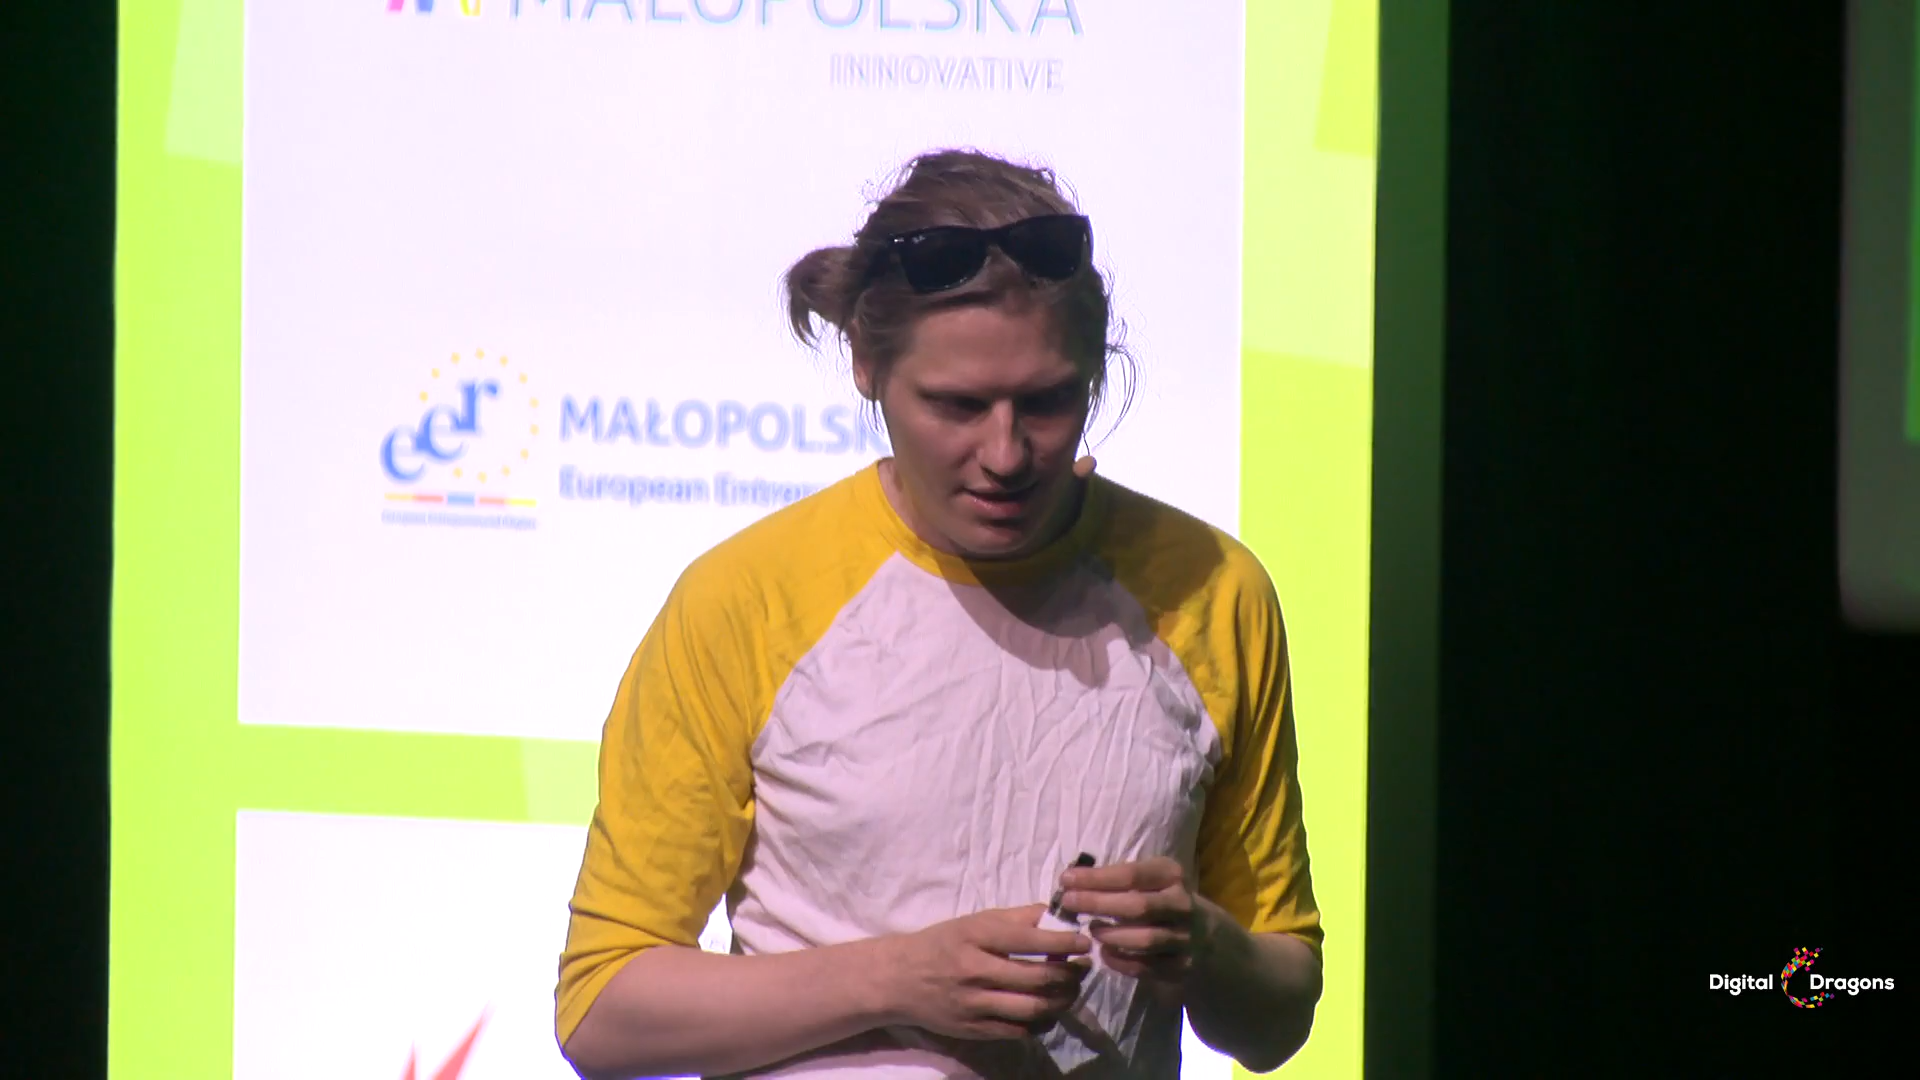 MAŁOPOLSKA
INNOVATIVE
eer
MAŁOPOLSK
European Entrep
Digital Dragons